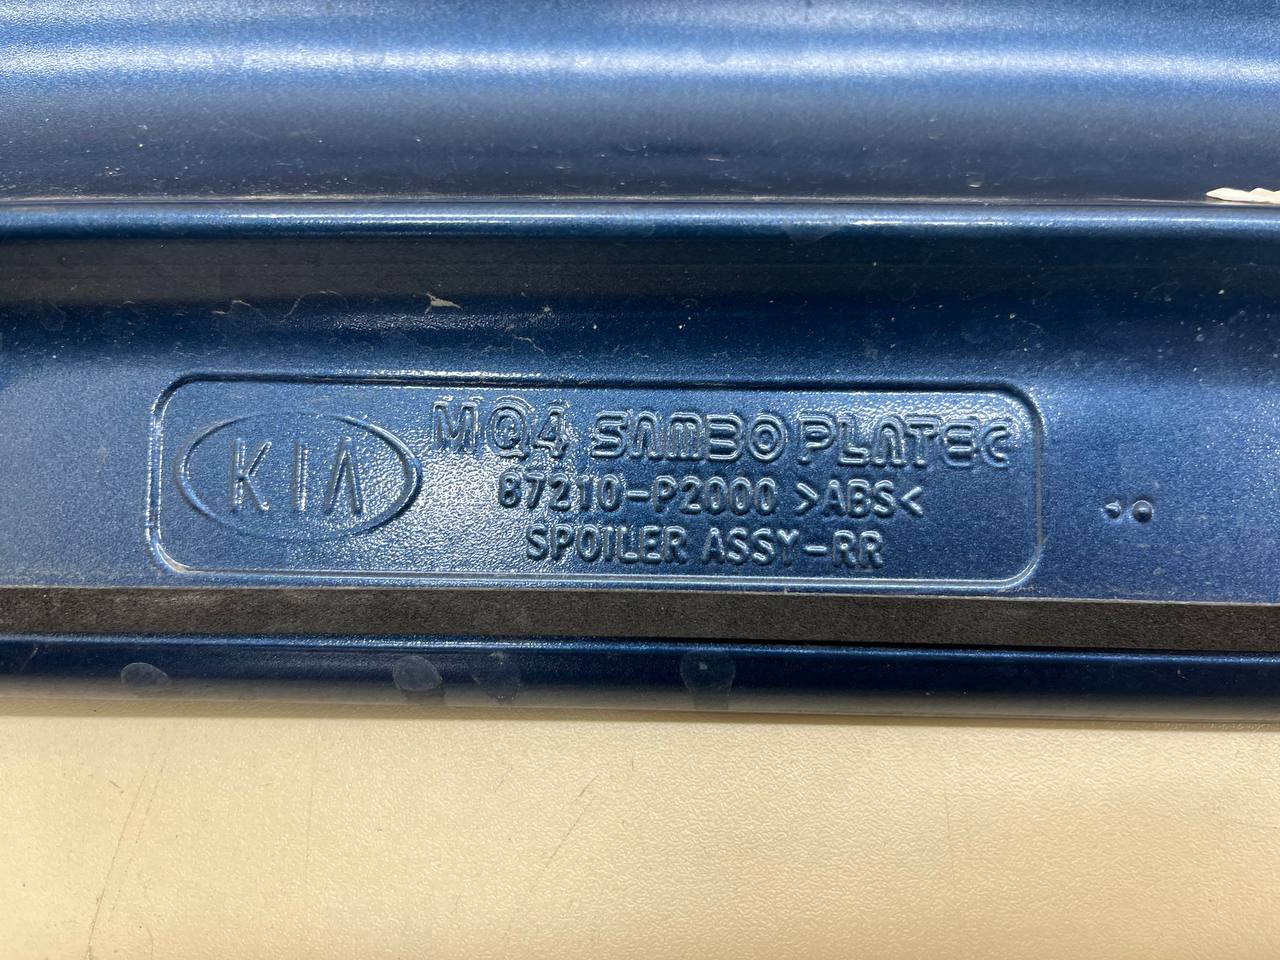 KIA
MQ4 SAMBO PLATEC
87210-P2000 >ABS<
SPOILER ASSY-RR